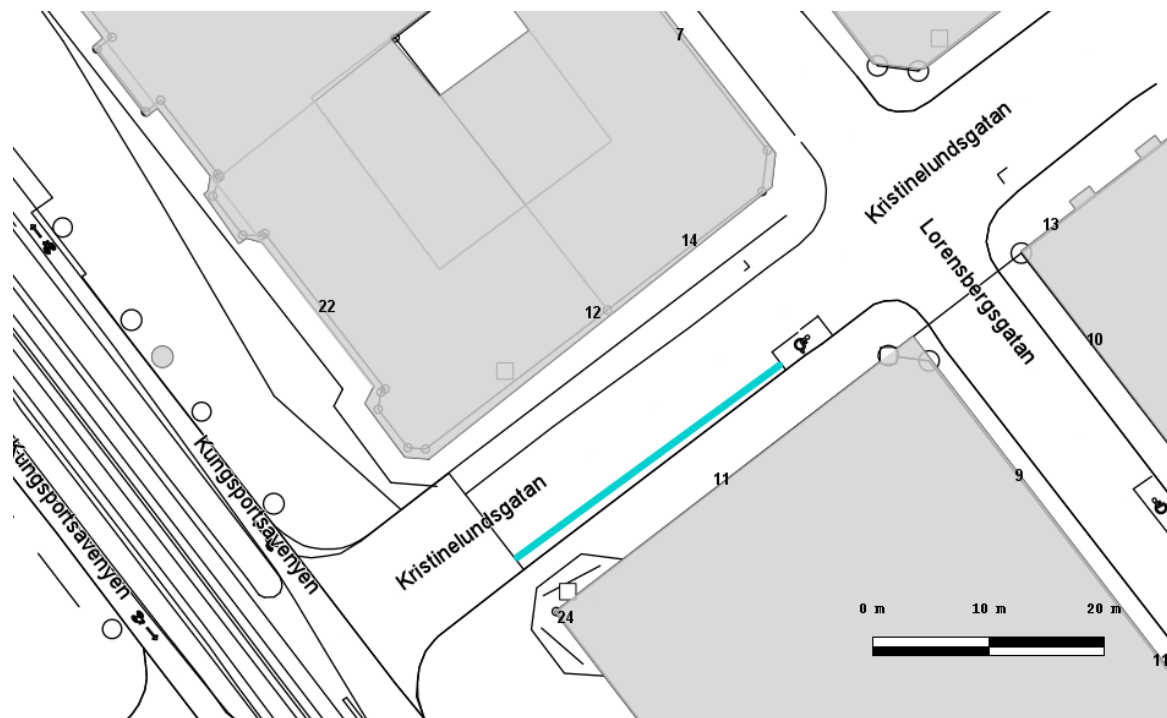 7
Kristinelundsgatan
13
14
Lorensbergsgatan
22
12
10
11
9
Kungsportsavenyen
Kungsportsavenyen
Kristinelundsgatan
24
0 m 10 m 20 m
11